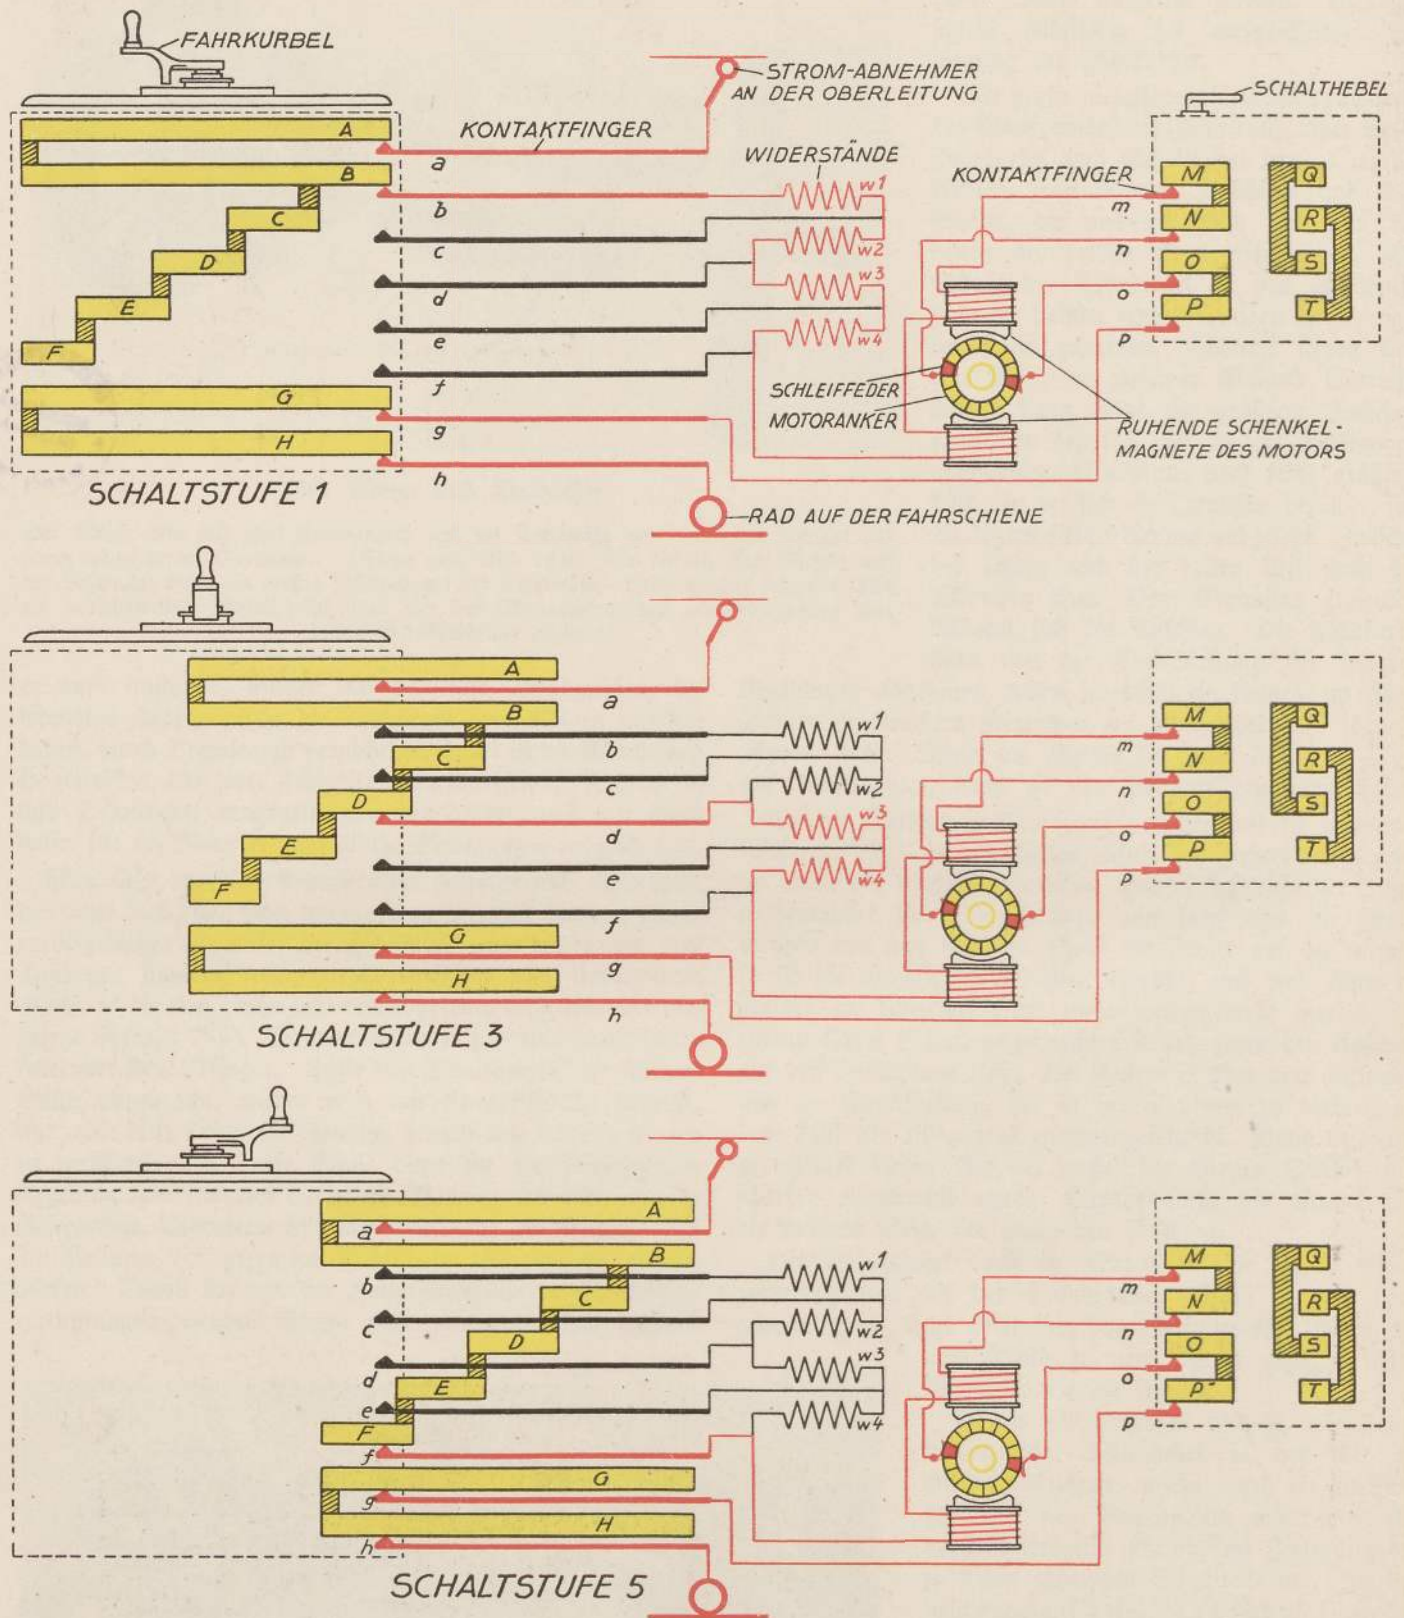 FAHRKURBEL
STROM-ABNEHMER
AN DER OBERLEITUNG
SCHALTHEBEL
A
KONTAKTFINGER
a
WIDERSTÄNDE
B
b
w1
KONTAKTFINGER
m
M
Q
C
c
w2
n
N
R
D
d
w3
o
O
S
E
e
w4
p
P
T
F
f
SCHLEIFFEDER
MOTORANKER
G
g
RUHENDE SCHENKEL-
MAGNETE DES MOTORS
H
h
SCHALTSTUFE 1
RAD AUF DER FAHRSCHIENE
A
a
B
b
w1
m
M
Q
C
c
w2
n
N
R
D
d
w3
o
O
S
E
e
w4
p
P
T
F
f
G
g
H
h
SCHALTSTUFE 3
A
a
B
b
w1
m
M
Q
C
c
w2
n
N
R
D
d
w3
o
O
S
E
e
w4
p
P
T
F
f
G
g
H
h
SCHALTSTUFE 5